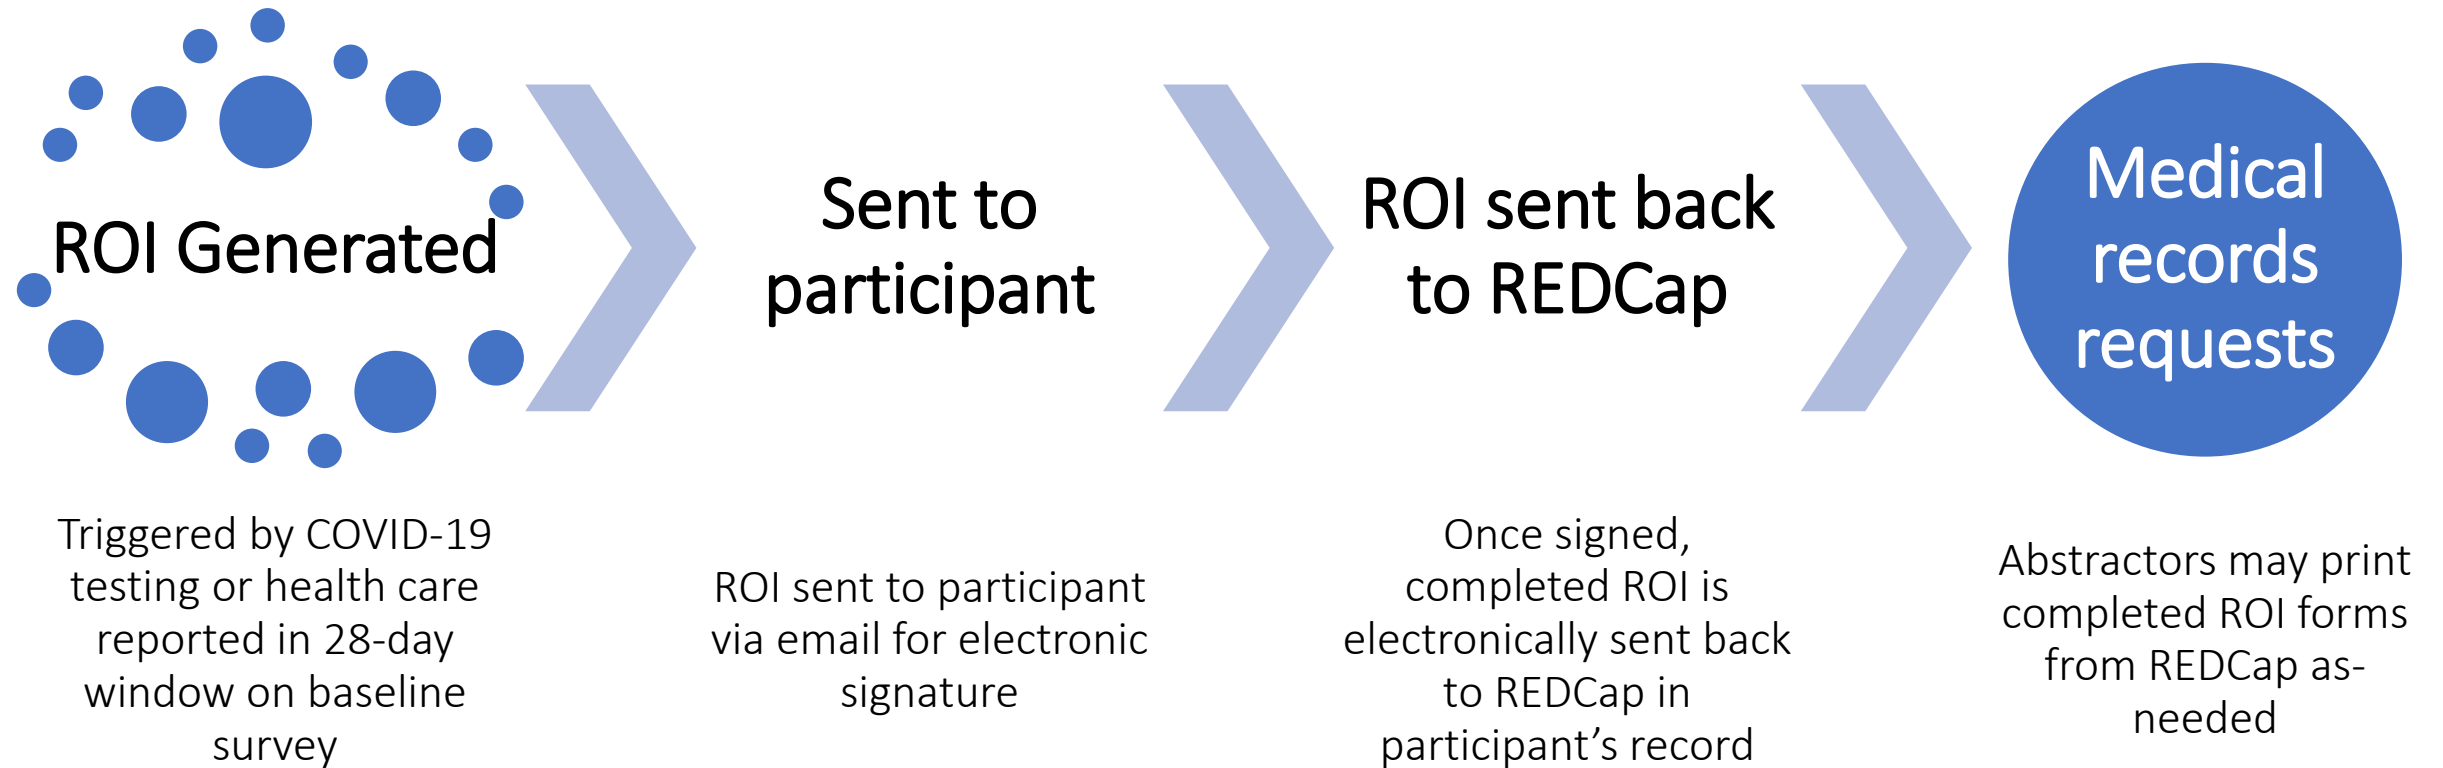 ROI Generated
Sent to
participant
ROI sent back
to REDCap
Medical
records
requests
Triggered by COVID-19
testing or health care
reported in 28-day
window on baseline
survey
ROI sent to participant
via email for electronic
signature
Once signed,
completed ROI is
electronically sent back
to REDCap in
participant’s record
Abstractors may print
completed ROI forms
from REDCap as-
needed